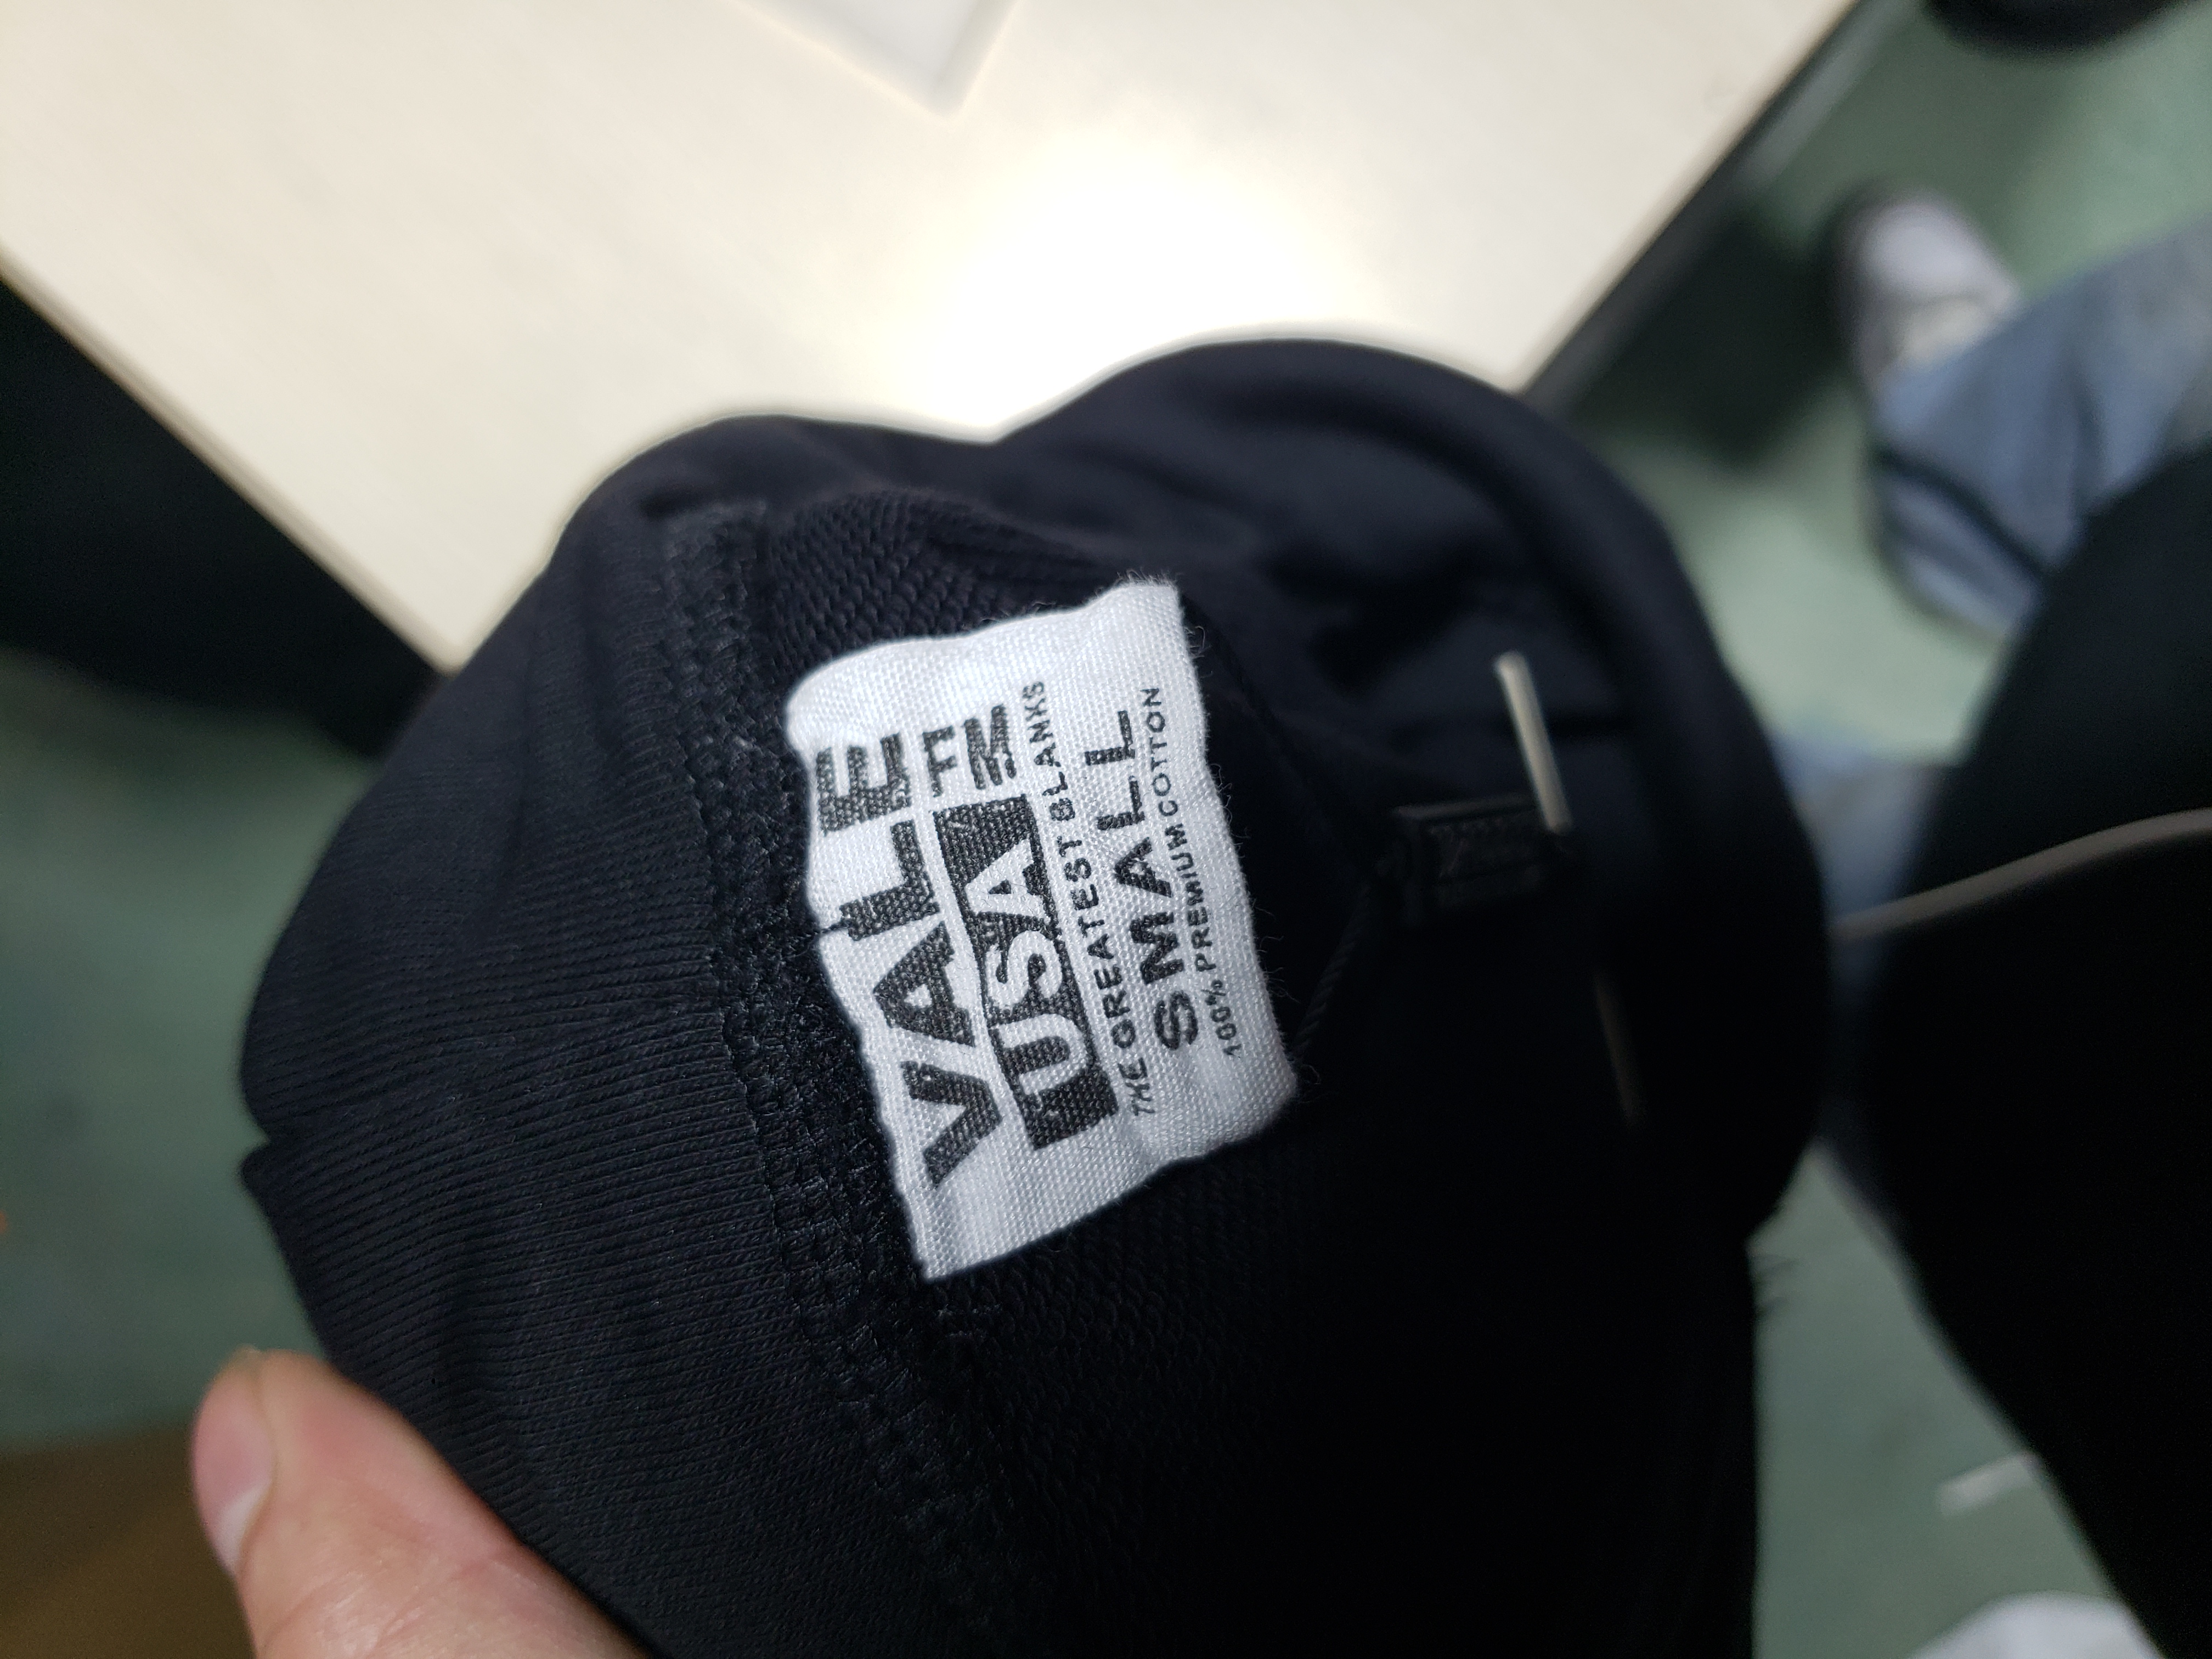 VALE
USA FM
THE GREATEST BLANKS
SMALL
100% PREMIUM COTTON